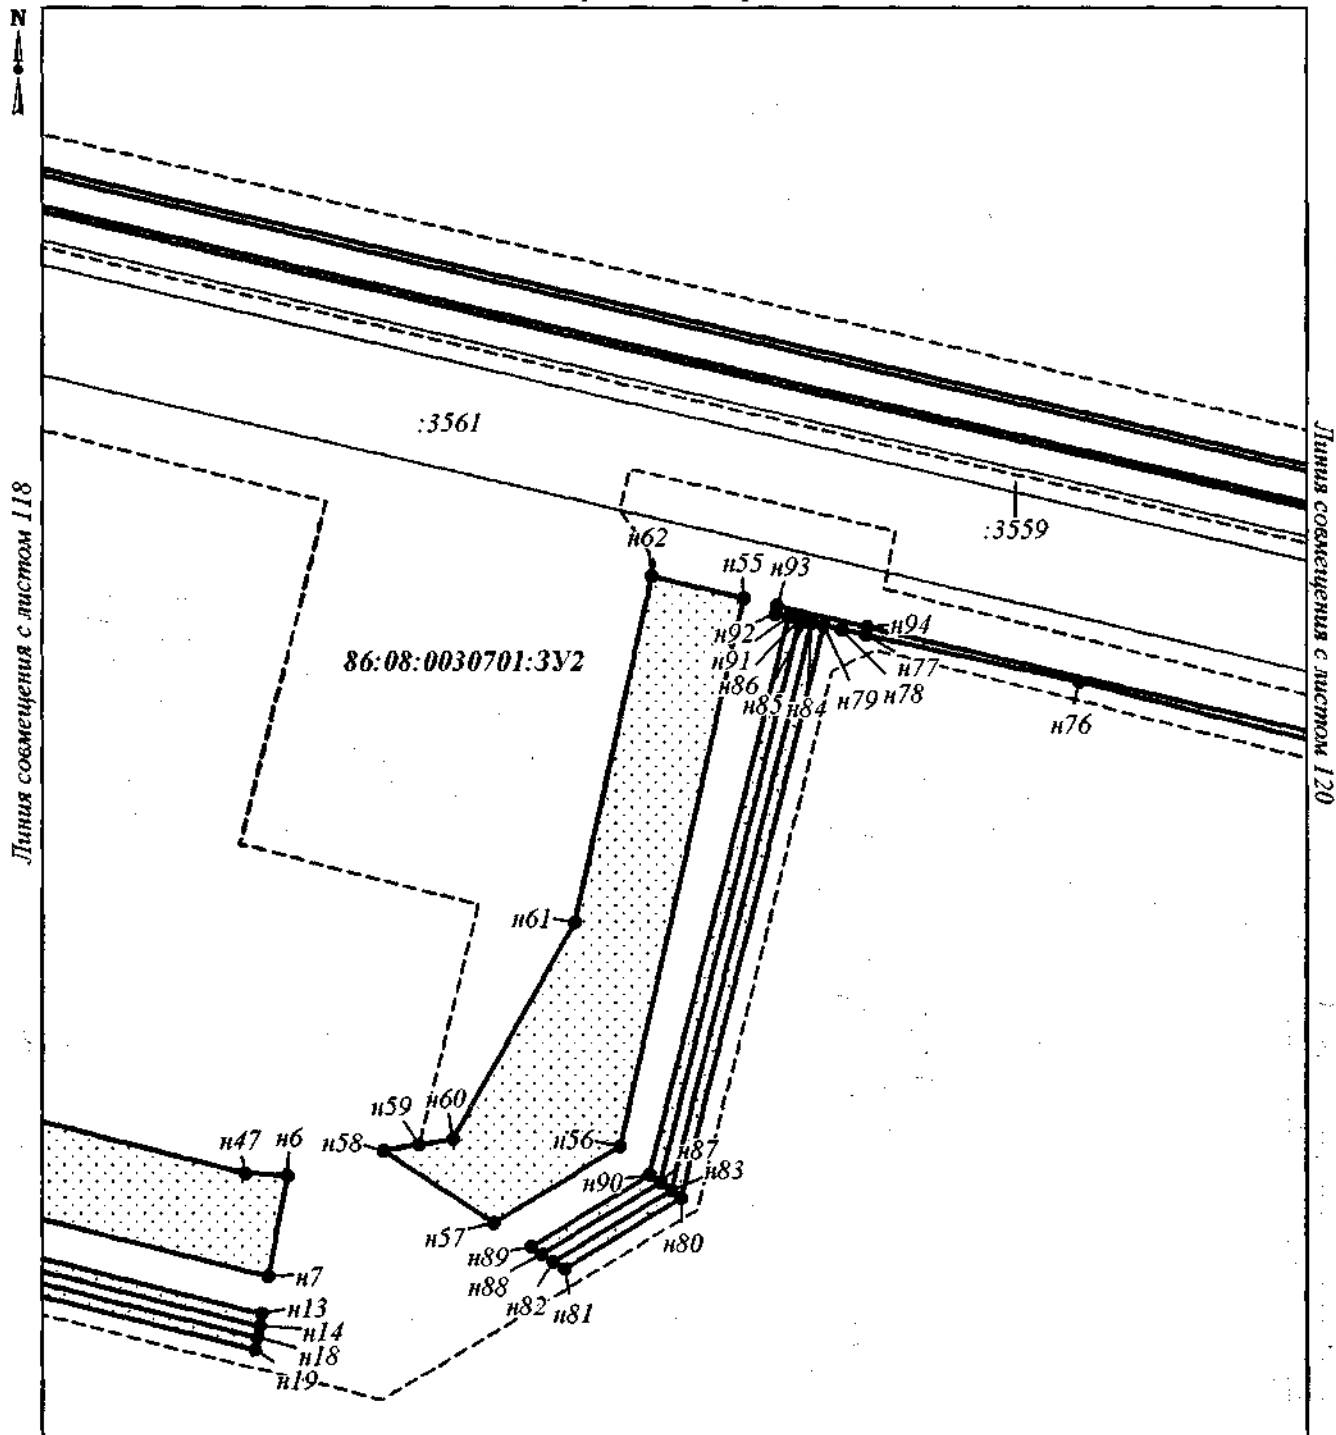 N
:3561
Линия совмещения с листом 118
Линия совмещения с листом 120
:3559
н62
н55
н93
н92
н94
н91
н77
86:08:0030701:ЗУ2
н86
н79
н78
н85
н84
н76
н61
н59
н60
н58
н56
н87
н47
н6
н90
н83
н57
н80
н89
н7
н88
н82
н81
н13
н14
н18
н19